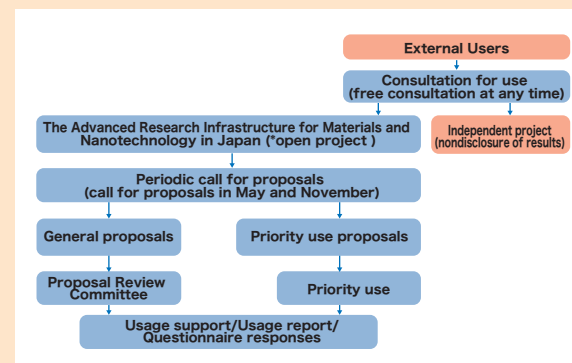 External Users
Consultation for use
(free consultation at any time)
The Advanced Research Infrastructure for Materials and
Nanotechnology in Japan (*open project )
Independent project
(nondisclosure of results)
Periodic call for proposals
(call for proposals in May and November)
General proposals
Priority use proposals
Proposal Review
Committee
Priority use
Usage support/Usage report/
Questionnaire responses